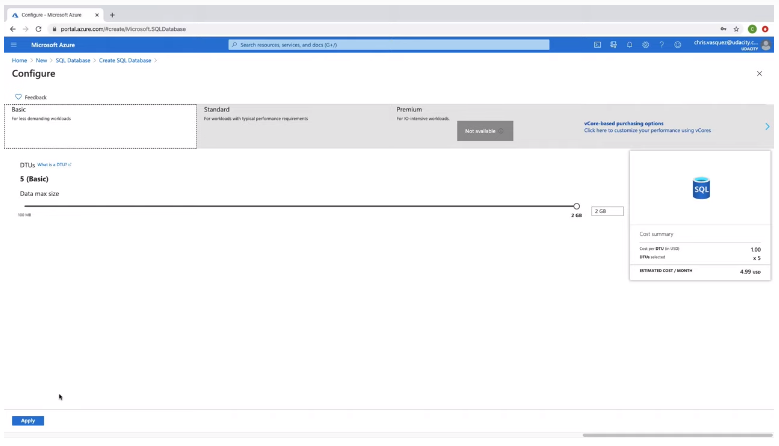 Configure - Microsoft Azure
portal.azure.com/#create/Microsoft.SQLDatabase
Microsoft Azure
Search resources, services, and docs (G+/)
chris.vasquez@udacity.c...
UDACITY
Home > New > SQL Database > Create SQL Database >
Configure
Feedback
Basic
For less demanding workloads
Standard
For workloads with typical performance requirements
Premium
For IO-intensive workloads.
Not available
vCore-based purchasing options
Click here to customize your performance using vCores
DTUs What is a DTU?
5 (Basic)
Data max size
100 MB
2 GB
2 GB
SQL
Cost summary
Cost per DTU (in USD) 1.00
DTUs selected x 5
ESTIMATED COST / MONTH 4.99 USD
Apply